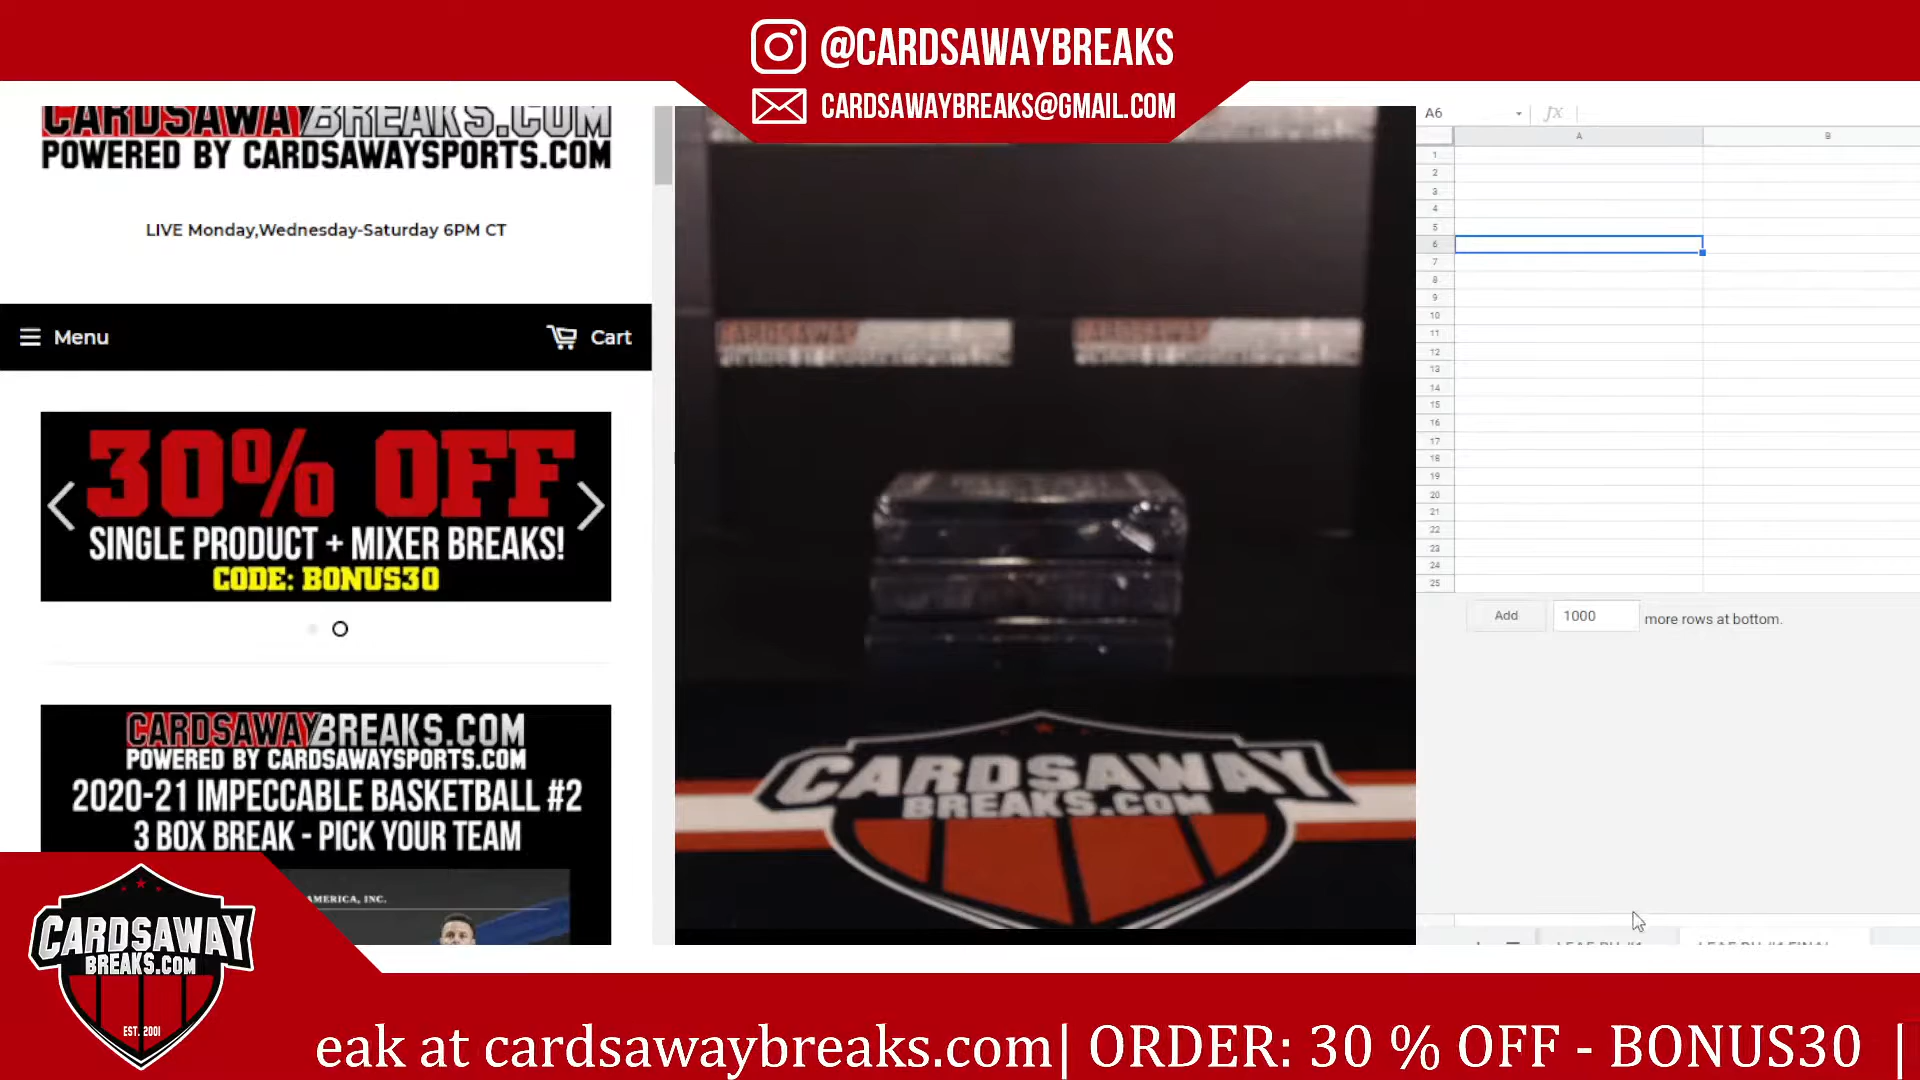 @CARDSAWAYBREAKS
CARDSAWAYBREAKS@GMAIL.COM
CARDSAWAYBREAKS.COM
POWERED BY CARDSAWAYSPORTS.COM
LIVE Monday,Wednesday-Saturday 6PM CT
Menu
Cart
30% OFF
SINGLE PRODUCT + MIXER BREAKS!
CODE: BONUS30
CARDSAWAYBREAKS.COM
POWERED BY CARDSAWAYSPORTS.COM
2020-21 IMPECCABLE BASKETBALL #2
3 BOX BREAK - PICK YOUR TEAM
AMERICA, INC.
CARDSAWAY
BREAKS.COM
EST. 2001
CARDSAWAY
BREAKS.COM
A6
fx
A B
1
2
3
4
5
6
7
8
9
10
11
12
13
14
15
16
17
18
19
20
21
22
23
24
25
Add 1000 more rows at bottom.
eak at cardsawaybreaks.com| ORDER: 30 % OFF - BONUS30 |